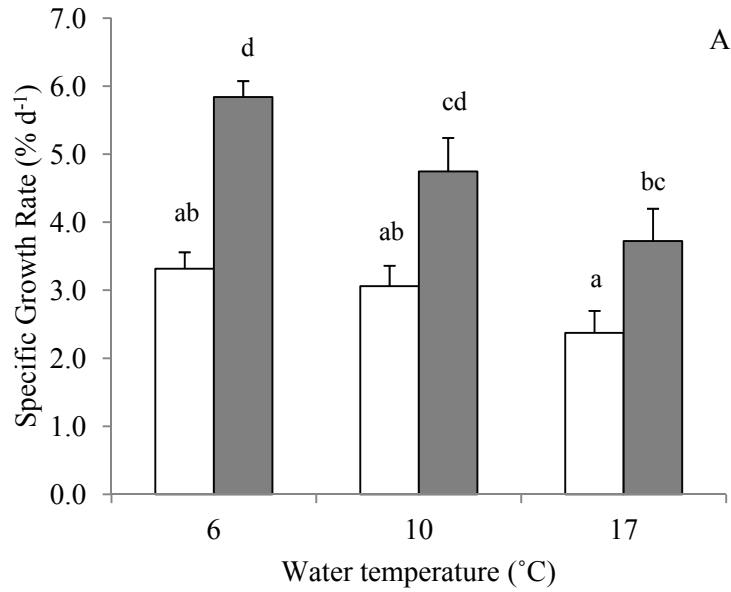 A
Specific Growth Rate (% d-1)
7.0
6.0
5.0
4.0
3.0
2.0
1.0
0.0
ab
d
ab
cd
a
bc
6
10
17
Water temperature (˚C)